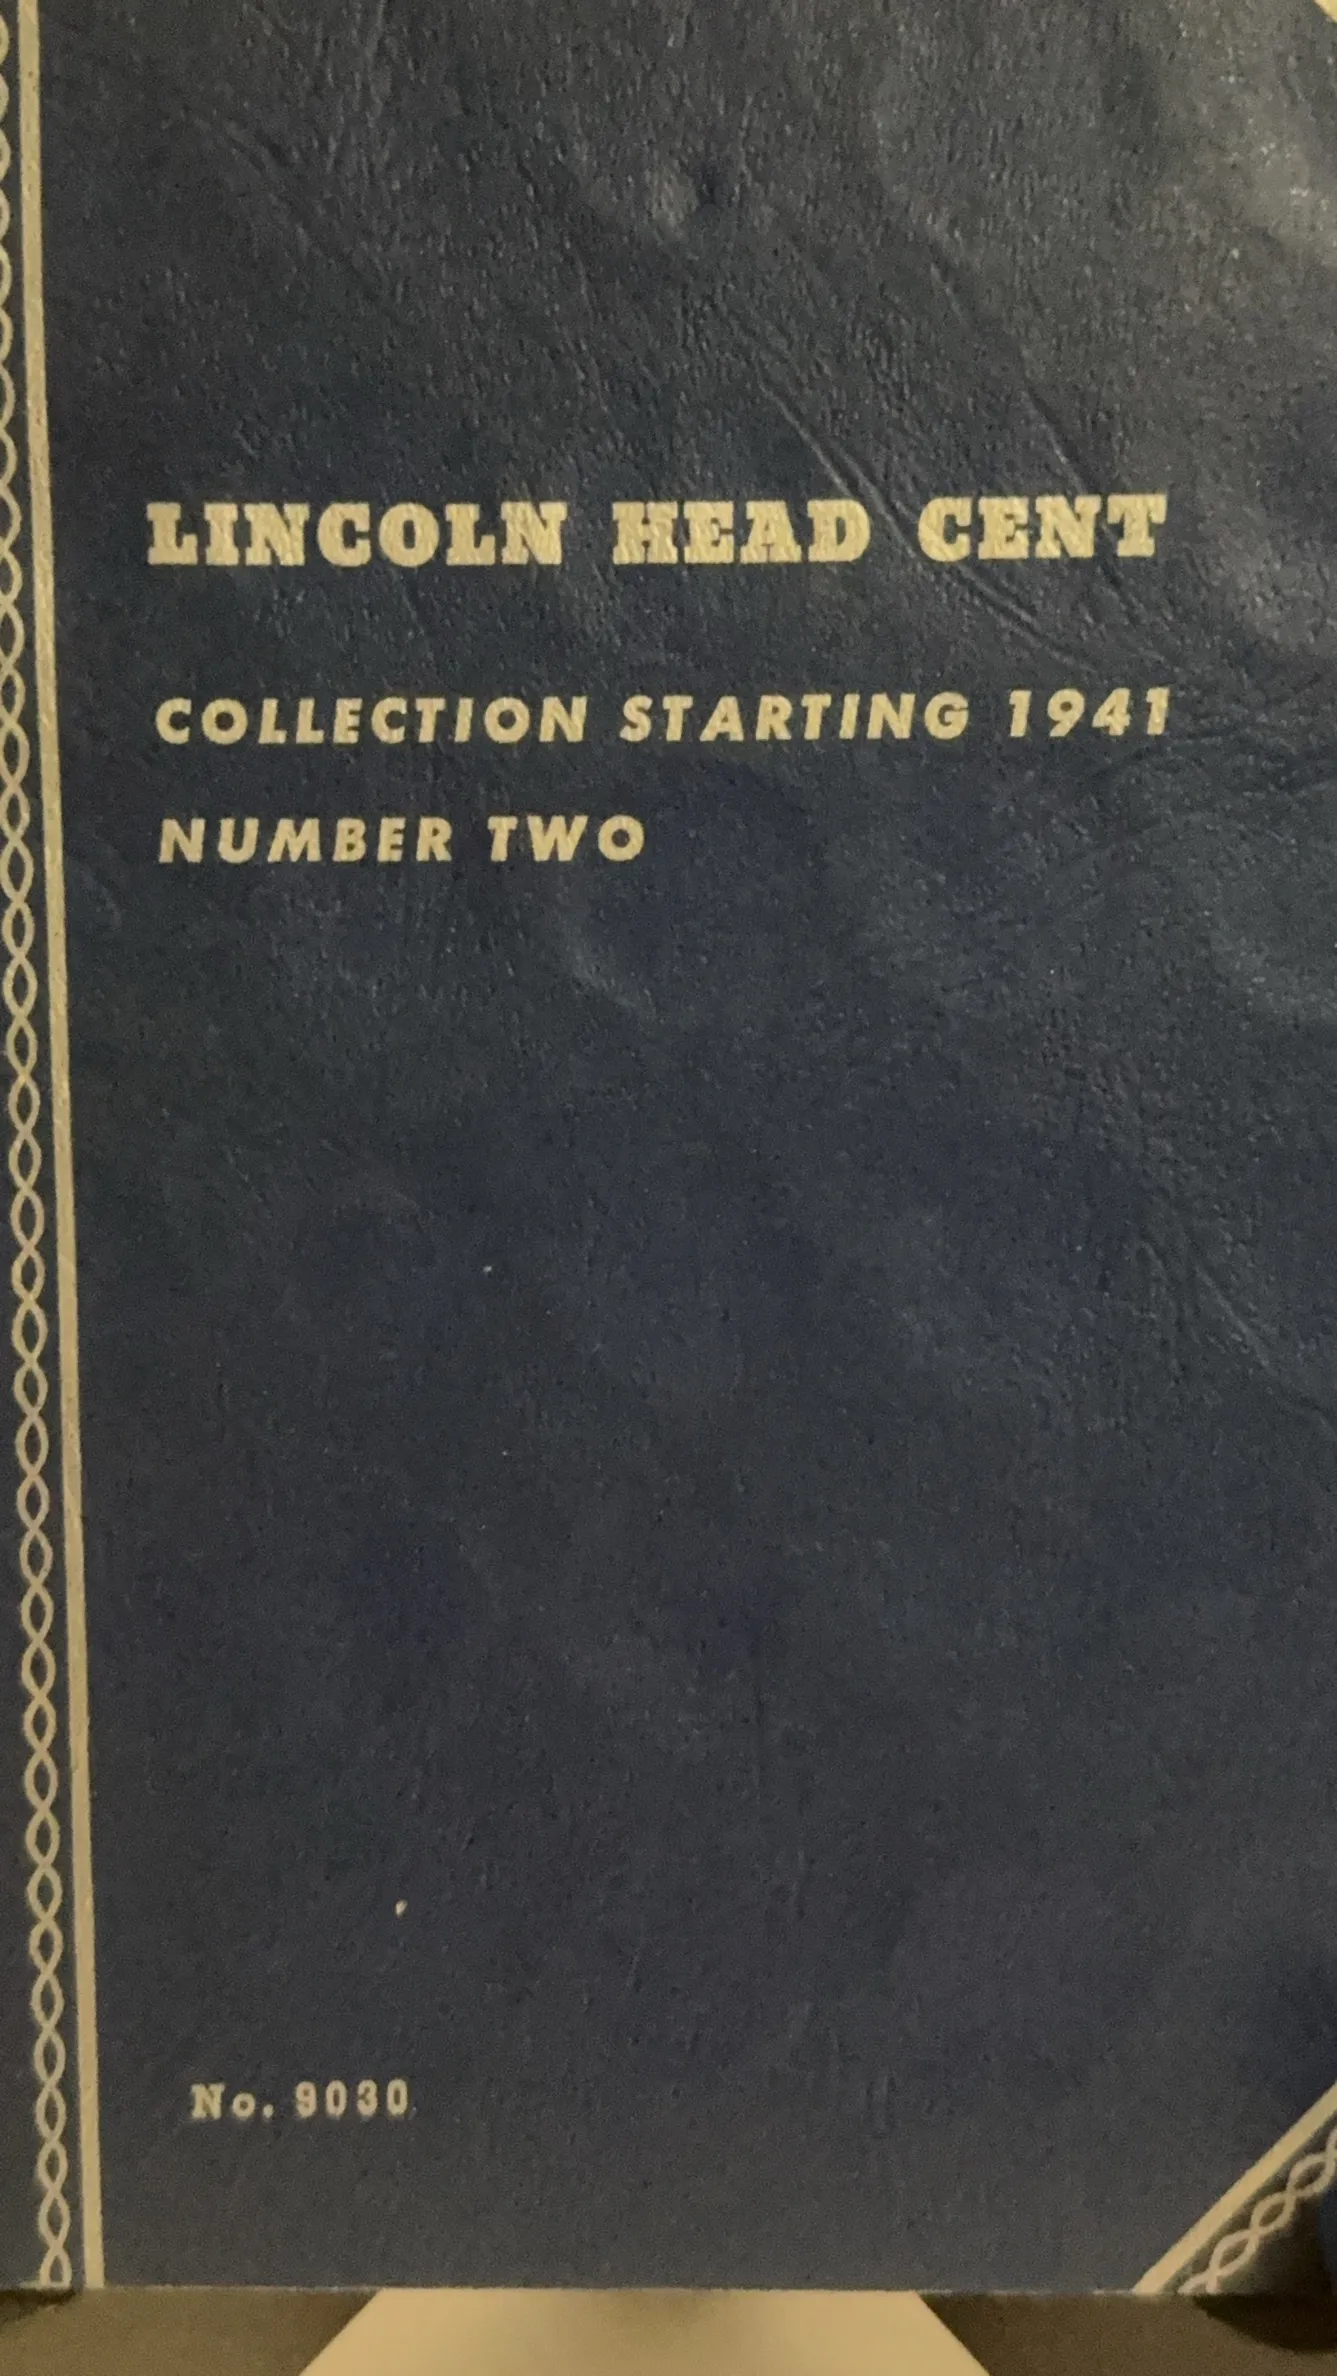 LINCOLN HEAD CENT
COLLECTION STARTING 1941
NUMBER TWO
No. 9030